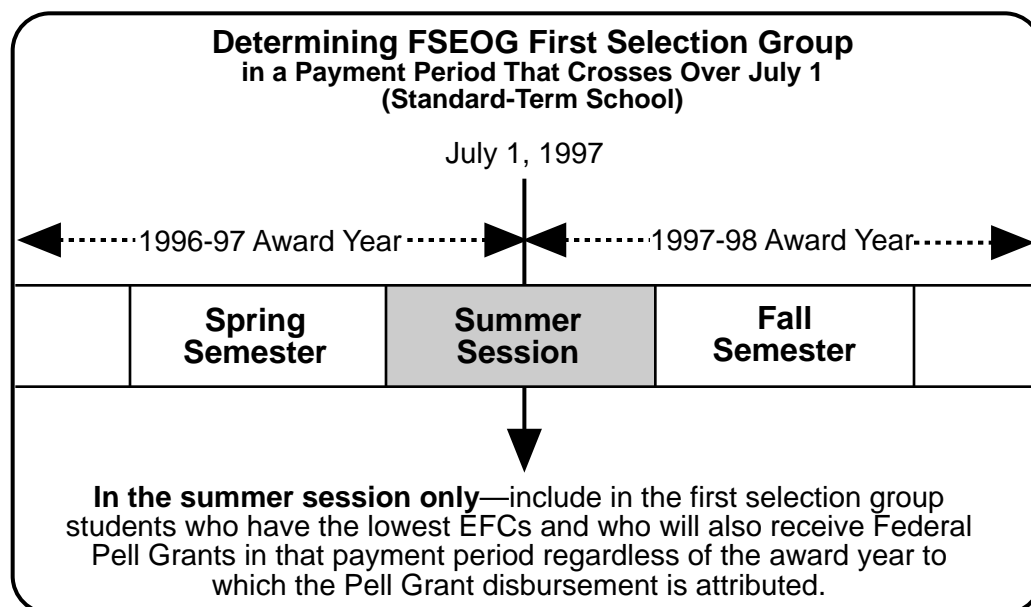 Determining FSEOG First Selection Group
in a Payment Period That Crosses Over July 1
(Standard-Term School)
July 1, 1997
1996-97 Award Year
1997-98 Award Year
Spring
Semester
Summer
Session
Fall
Semester
In the summer session only—include in the first selection group
students who have the lowest EFCs and who will also receive Federal
Pell Grants in that payment period regardless of the award year to
which the Pell Grant disbursement is attributed.